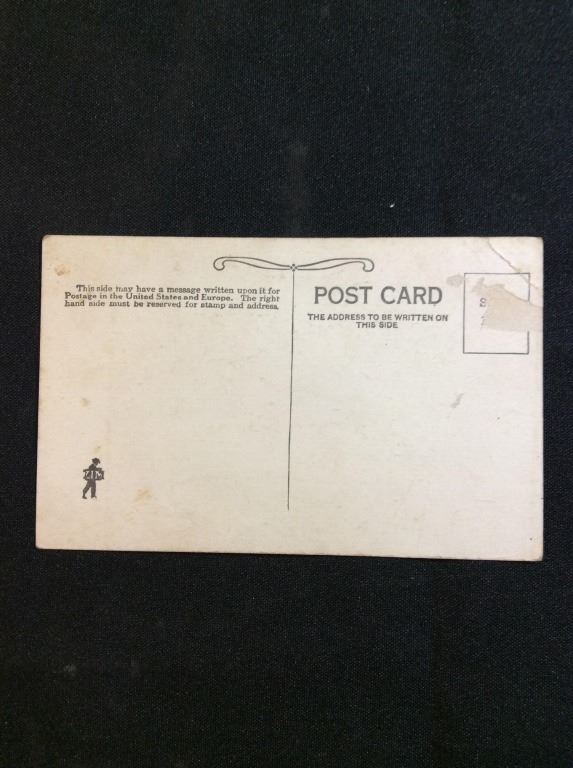 This side may have a message written upon it for
Postage in the United States and Europe. The right
hand side must be reserved for stamp and address.
POST CARD
THE ADDRESS TO BE WRITTEN ON
THIS SIDE